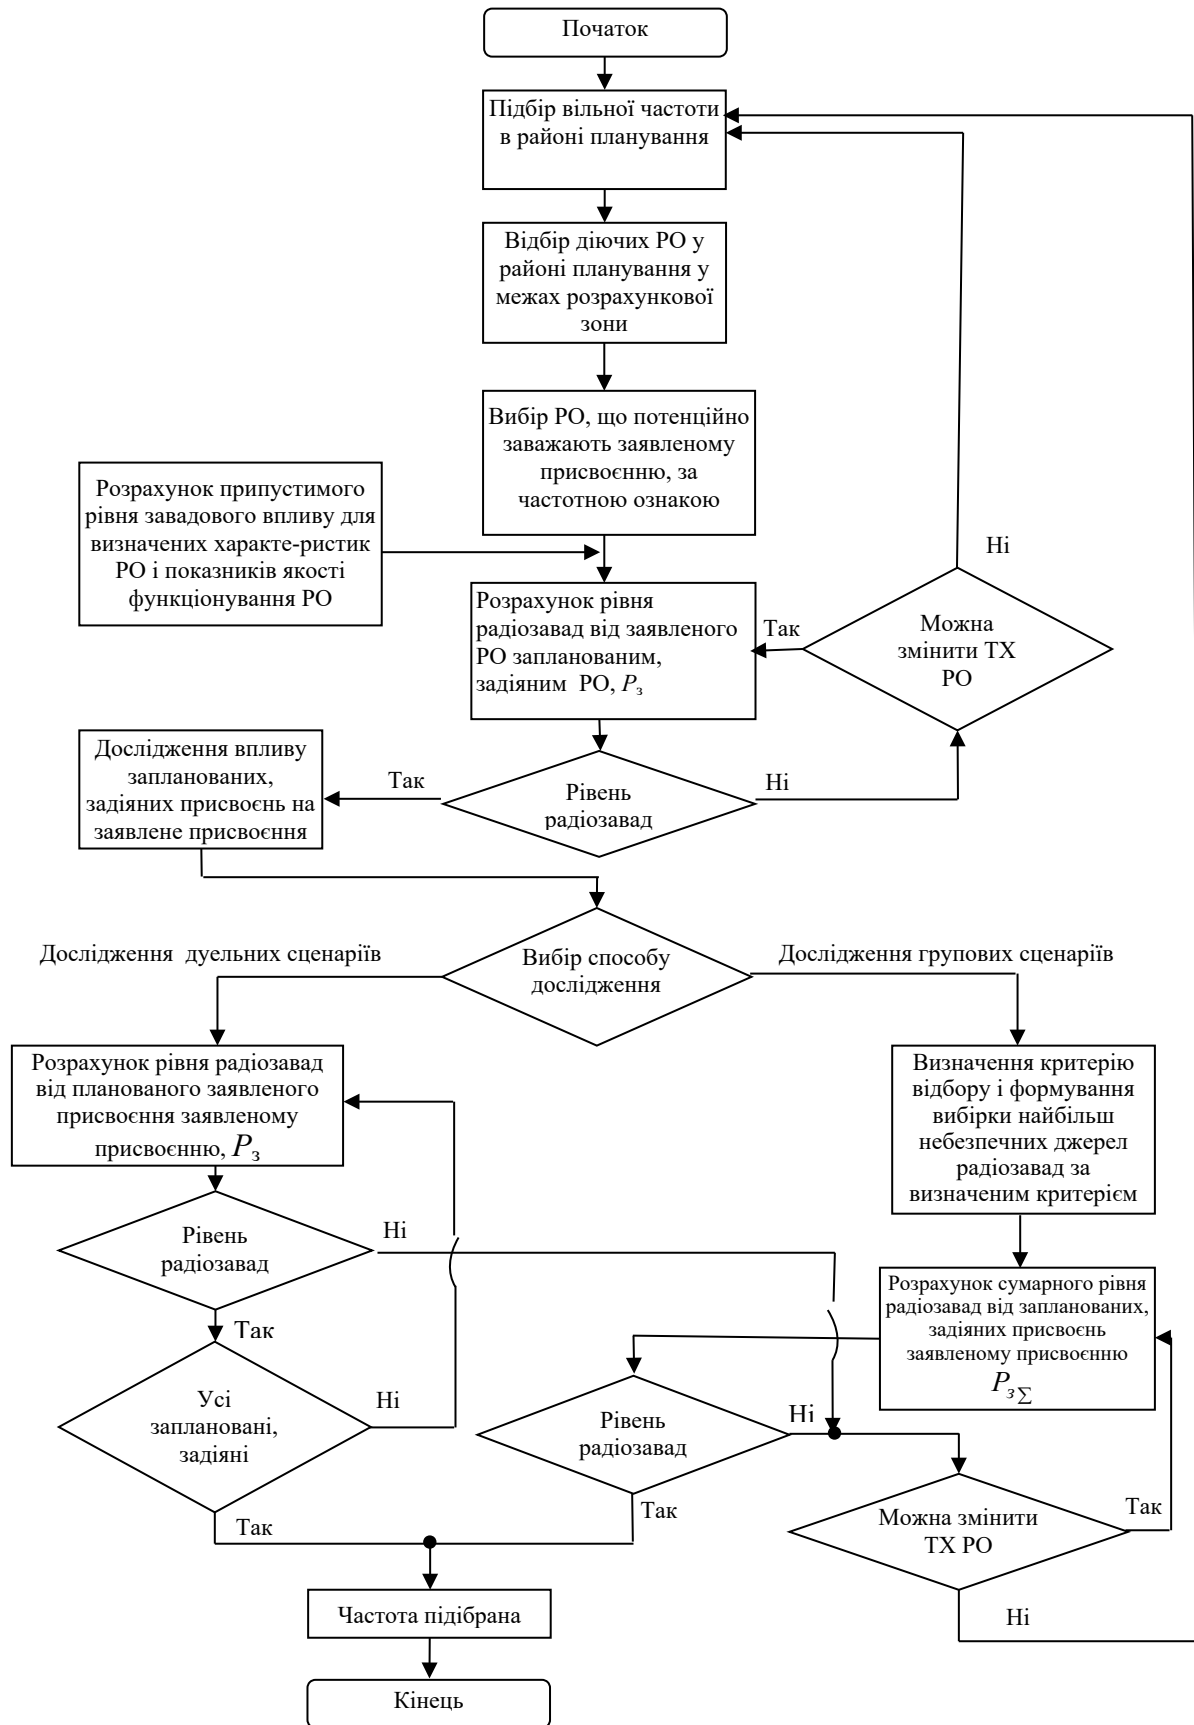 Початок
Підбір вільної частоти
в районі планування
Відбір діючих РО у
районі планування у
межах розрахункової
зони
Вибір РО, що потенційно
заважають заявленому
присвоєнню, за
частотною ознакою
Розрахунок припустимого
рівня завадового впливу для
визначених характе-ристик
РО і показників якості
функціонування РО
Ні
Розрахунок рівня
радіозавад від заявленого
РО запланованим,
задіяним РО, Pз
Так
Можна
змінити ТХ
РО
Дослідження впливу
запланованих,
задіяних присвоєнь на
заявлене присвоєння
Так
Рівень
радіозавад
Ні
Дослідження дуельних сценаріїв
Вибір способу
дослідження
Дослідження групових сценаріїв
Розрахунок рівня радіозавад
від планованого заявленого
присвоєння заявленому
присвоєнню, Pз
Визначення критерію
відбору і формування
вибірки найбільш
небезпечних джерел
радіозавад за
визначеним критерієм
Рівень
радіозавад
Ні
Так
Розрахунок сумарного рівня
радіозавад від запланованих,
задіяних присвоєнь
заявленому присвоєнню
Pз∑
Усі
заплановані,
задіяні
Ні
Рівень
радіозавад
Ні
Так
Так
Можна змінити
ТХ РО
Так
Ні
Частота підібрана
Кінець